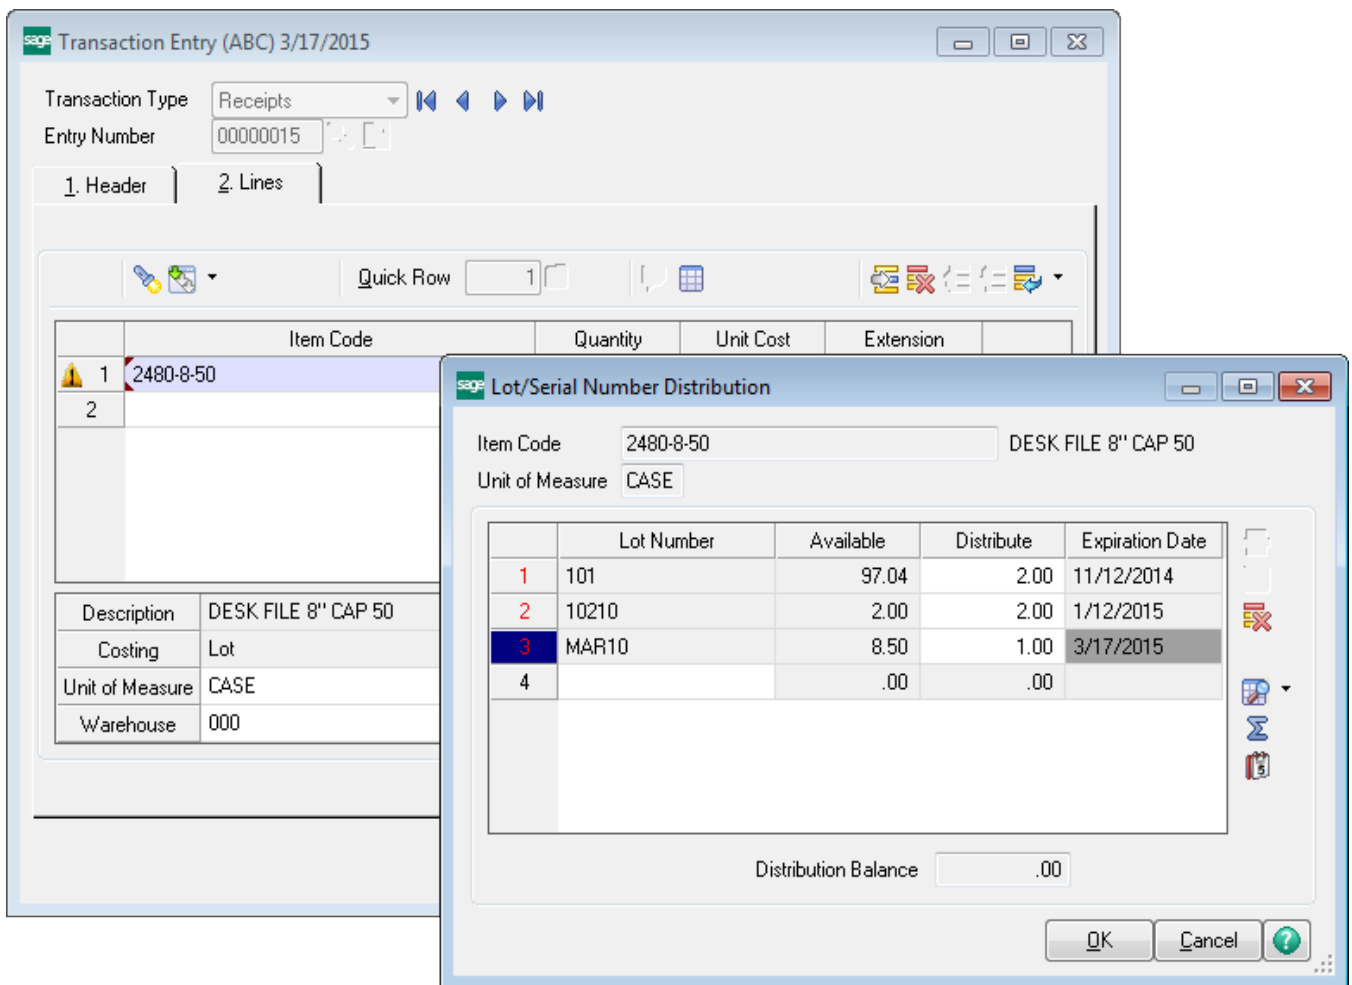 sage Transaction Entry (ABC) 3/17/2015
Transaction Type Receipts
Entry Number 00000015
1. Header 2. Lines
Quick Row 1
Item Code Quantity Unit Cost Extension
1 2480-8-50
2
Description DESK FILE 8" CAP 50
Costing Lot
Unit of Measure CASE
Warehouse 000
sage Lot/Serial Number Distribution
Item Code 2480-8-50 DESK FILE 8" CAP 50
Unit of Measure CASE
Lot Number Available Distribute Expiration Date
1 101 97.04 2.00 11/12/2014
2 10210 2.00 2.00 1/12/2015
3 MAR10 8.50 1.00 3/17/2015
4 .00 .00
5
Distribution Balance .00
OK Cancel ?